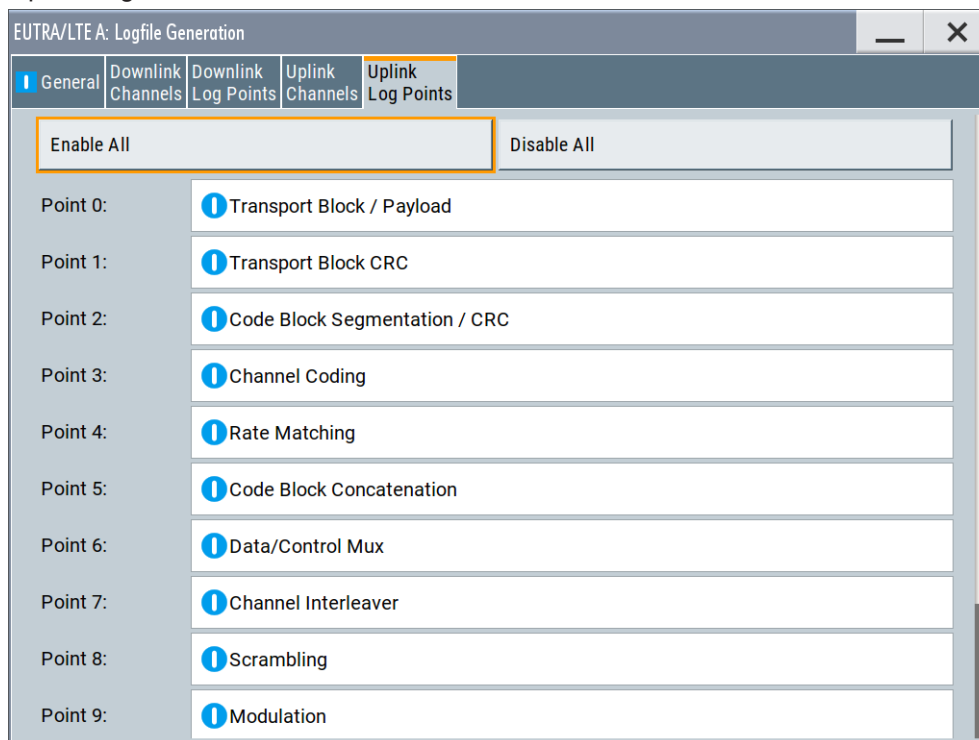 EUTRA/LTE A: Logfile Generation
General
Downlink Channels
Downlink Log Points
Uplink Channels
Uplink Log Points
Enable All
Disable All
Point 0: Transport Block / Payload
Point 1: Transport Block CRC
Point 2: Code Block Segmentation / CRC
Point 3: Channel Coding
Point 4: Rate Matching
Point 5: Code Block Concatenation
Point 6: Data/Control Mux
Point 7: Channel Interleaver
Point 8: Scrambling
Point 9: Modulation